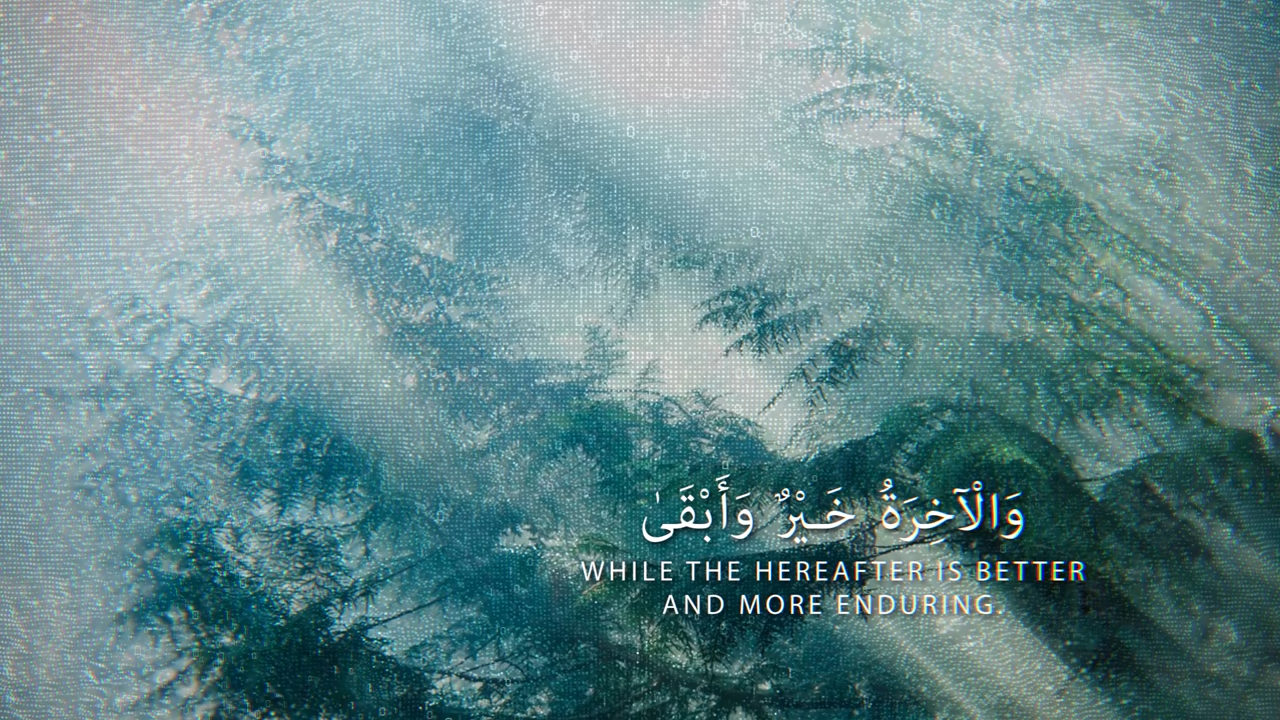 وَالْآخِرَةُ خَيْرٌ وَأَبْقَىٰ
WHILE THE HEREAFTER IS BETTER
AND MORE ENDURING.